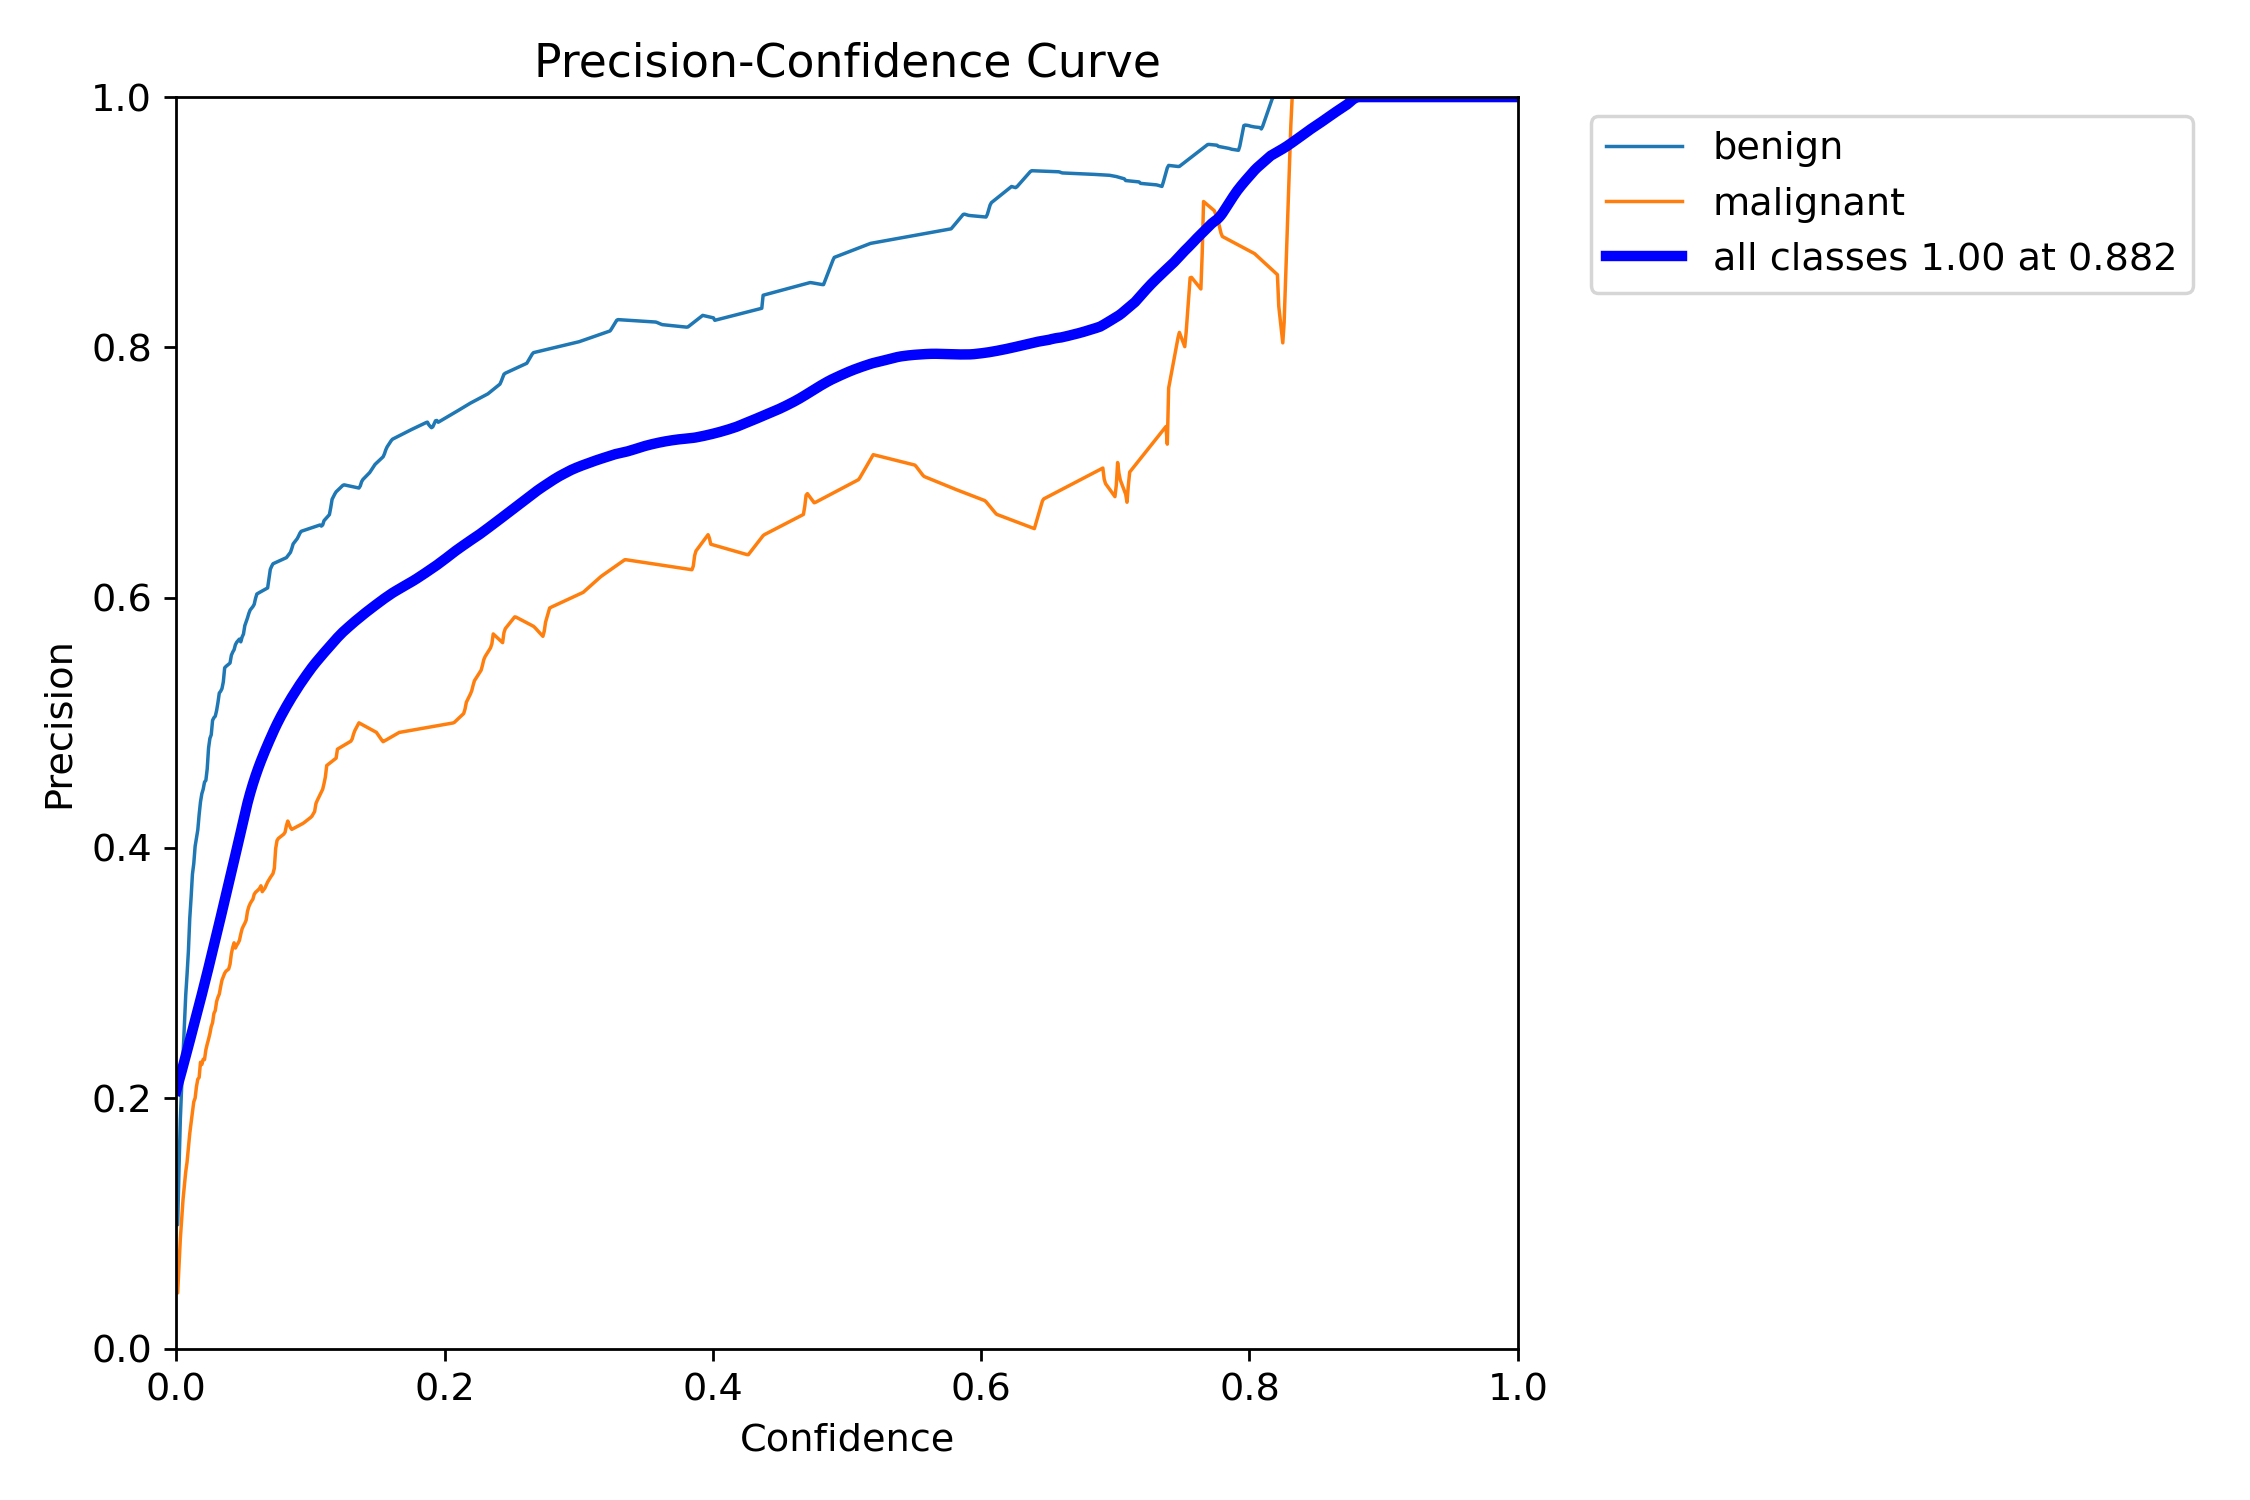 Precision-Confidence Curve
1.0
0.8
0.6
0.4
0.2
0.0
Precision
0.0 0.2 0.4 0.6 0.8 1.0
Confidence
benign
malignant
all classes 1.00 at 0.882